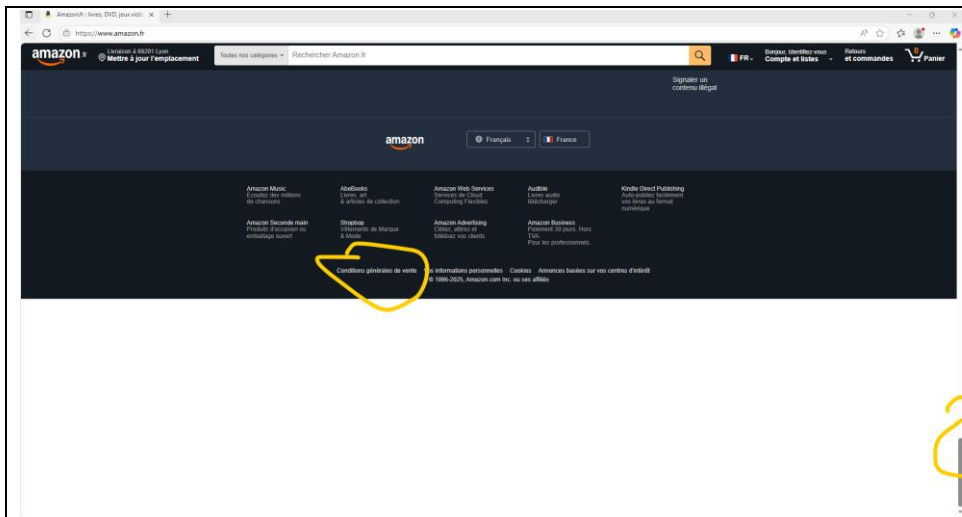 Amazon.fr : livres, DVD, jeux vidé
https://www.amazon.fr
amazon.fr
Livraison à 69201 Lyon
Mettre à jour l'emplacement
Toutes nos catégories
Rechercher Amazon.fr
FR
Bonjour, Identifiez-vous
Compte et listes
Retours
et commandes
0
Panier
Signaler un
contenu illégal
amazon
Français
France
Amazon Music
Écoutez des millions
de chansons
AbeBooks
Livres, art
& articles de collection
Amazon Web Services
Services de Cloud
Computing Flexibles
Audible
Livres audio
télécharger
Kindle Direct Publishing
Auto-publiez facilement
vos livres au format
numérique
Amazon Seconde main
Produits d'occasion ou
emballage ouvert
Shopbop
Vêtements de Marque
& Mode
Amazon Advertising
Ciblez, attirez et
fidélisez vos clients
Amazon Business
Paiement 30 jours. Hors
TVA.
Pour les professionnels.
Conditions générales de vente Vos informations personnelles Cookies Annonces basées sur vos centres d'intérêt
© 1996-2025, Amazon.com Inc. ou ses affiliés